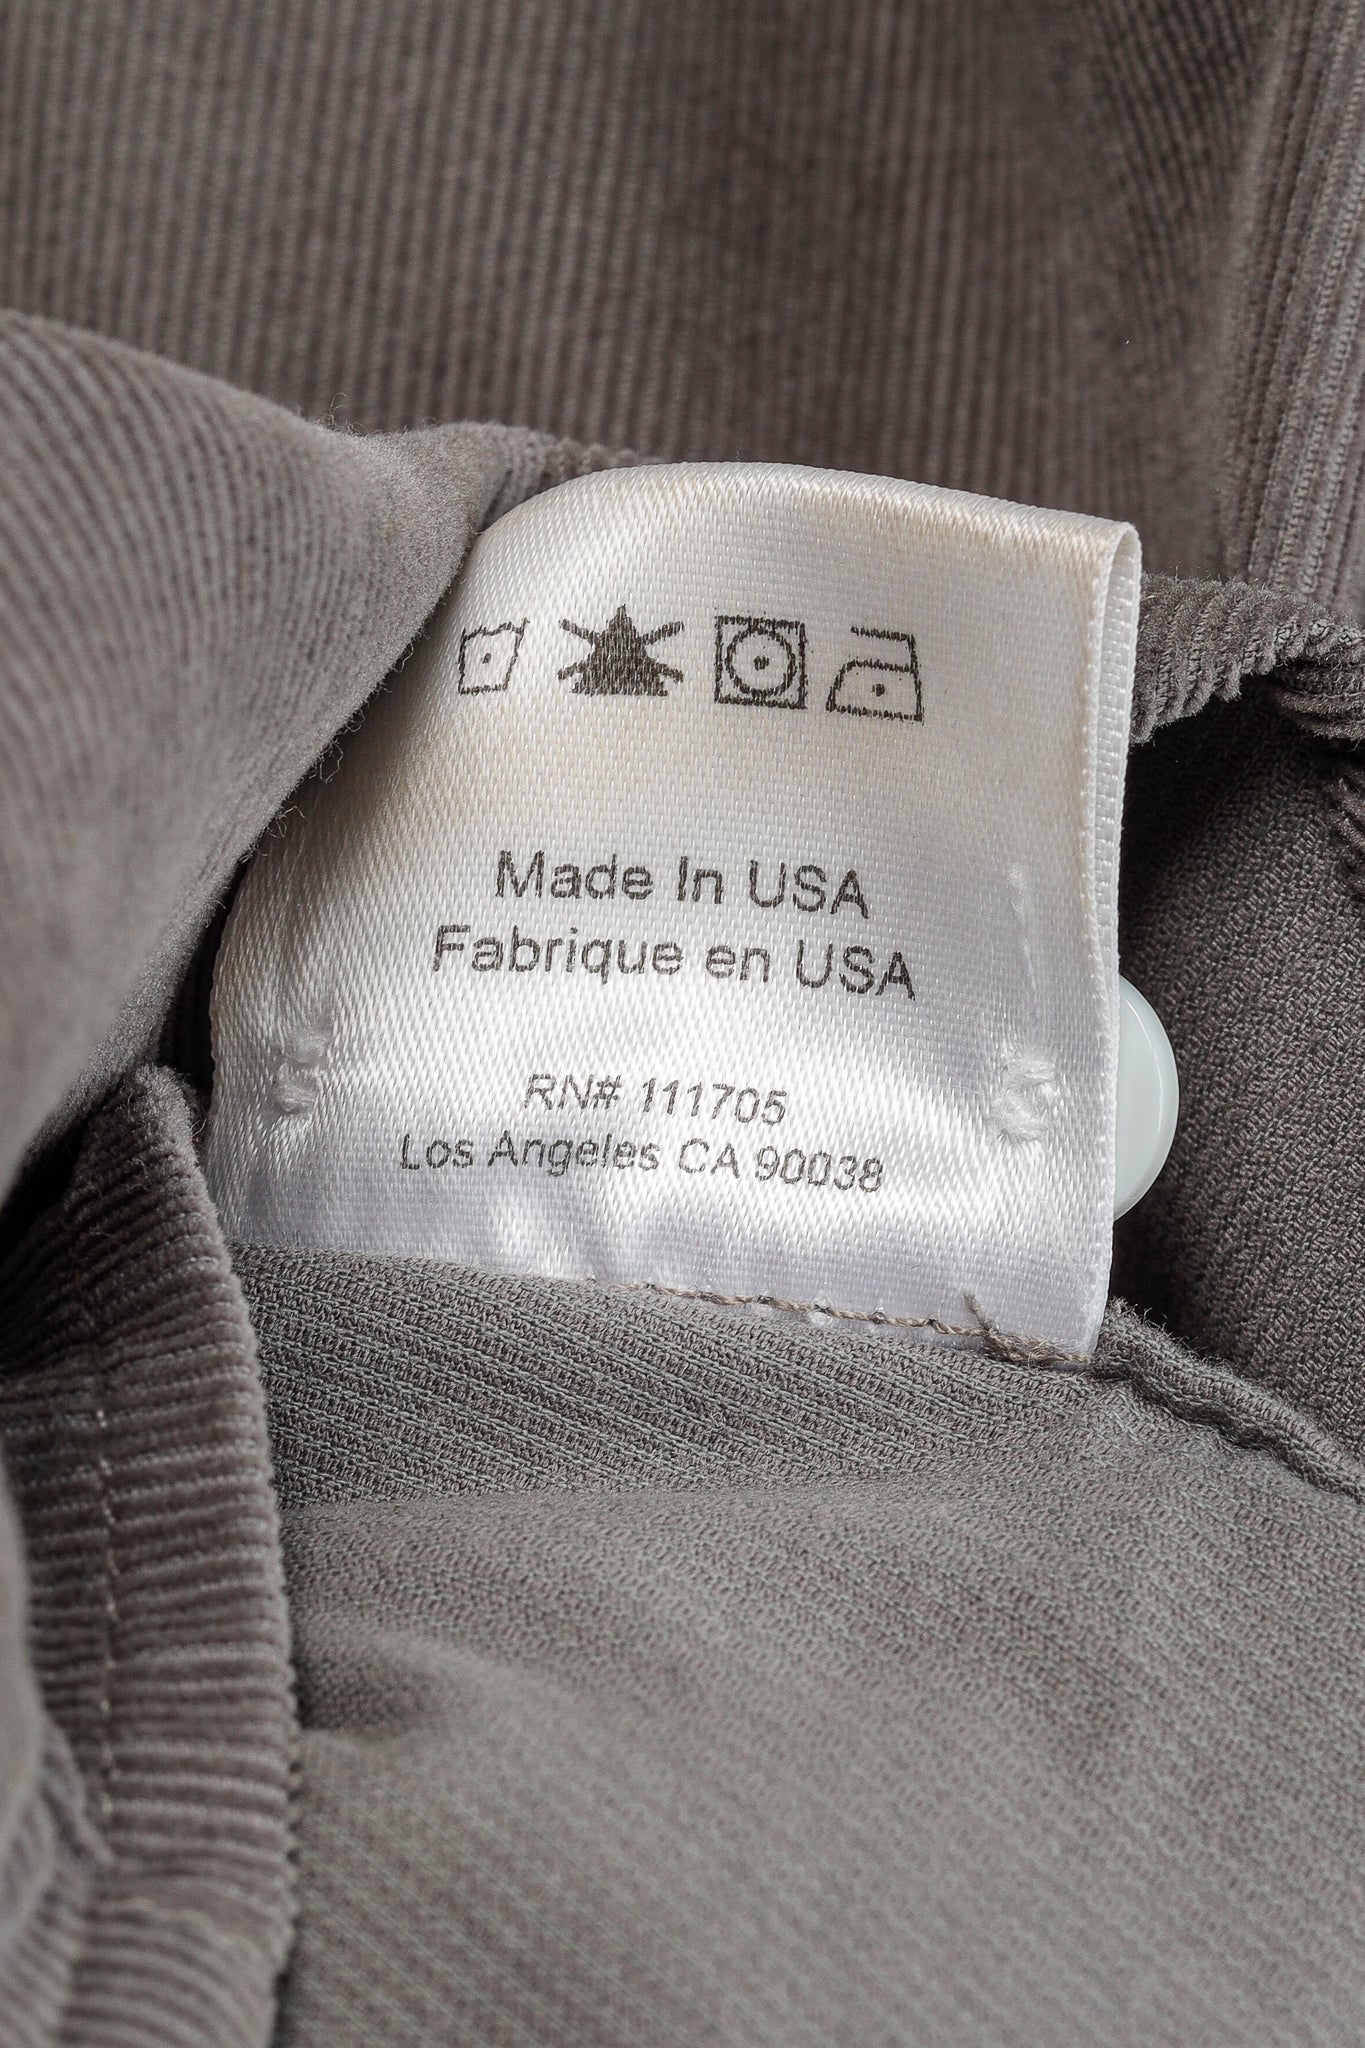 Made In USA
Fabrique en USA
RN# 111705
Los Angeles CA 90038